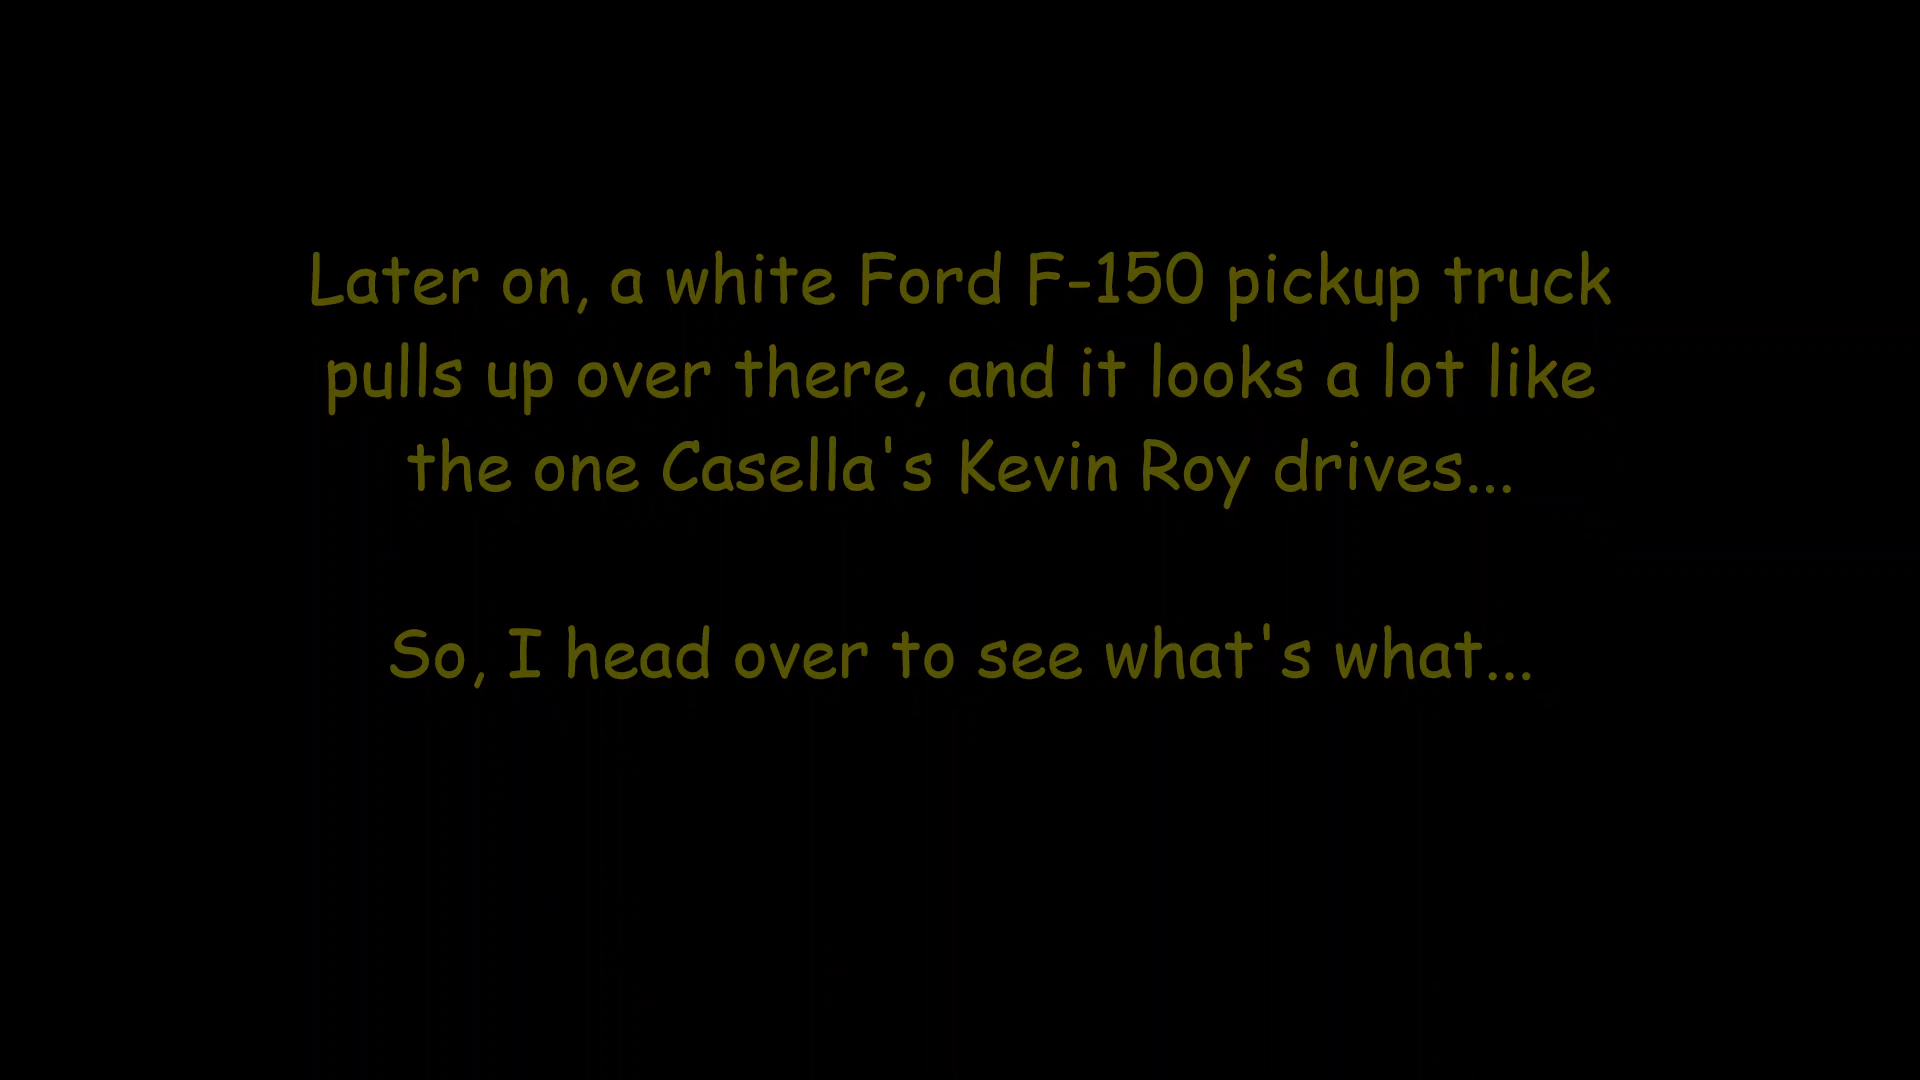 Later on, a white Ford F-150 pickup truck
pulls up over there, and it looks a lot like
the one Casella's Kevin Roy drives...
So, I head over to see what's what...